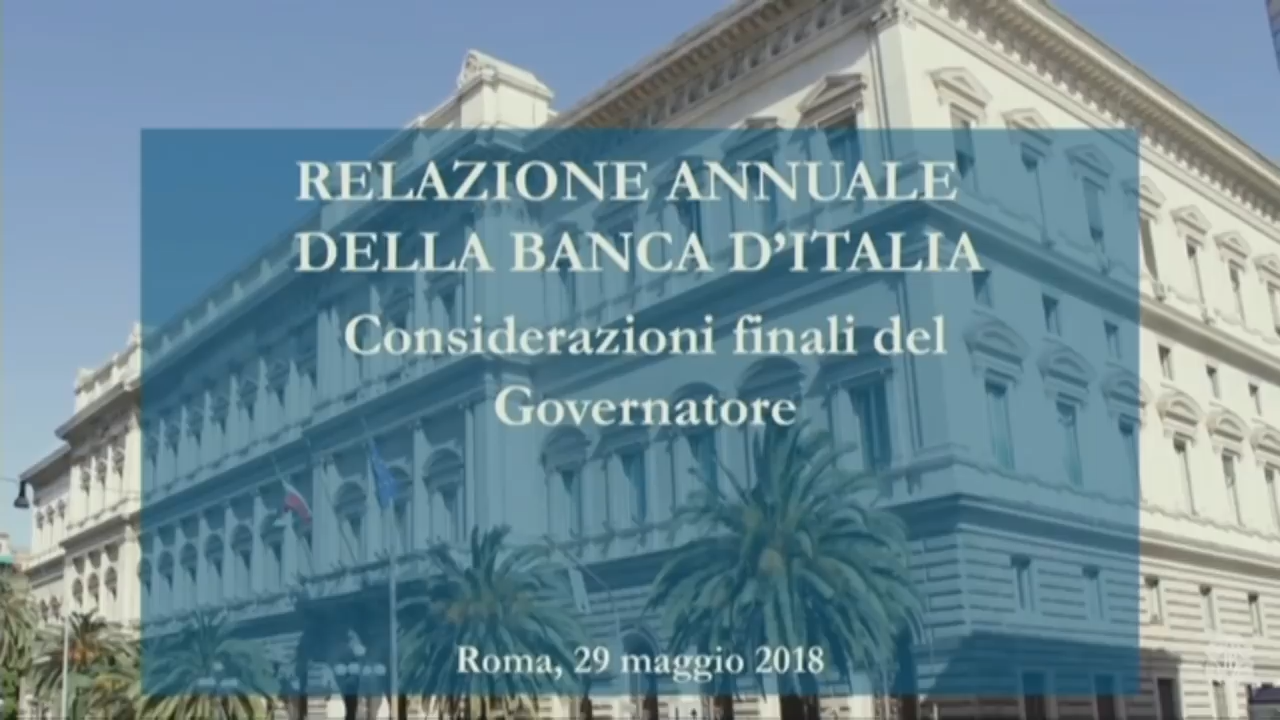 RELAZIONE ANNUALE
DELLA BANCA D'ITALIA
Considerazioni finali del
Governatore
Roma, 29 maggio 2018